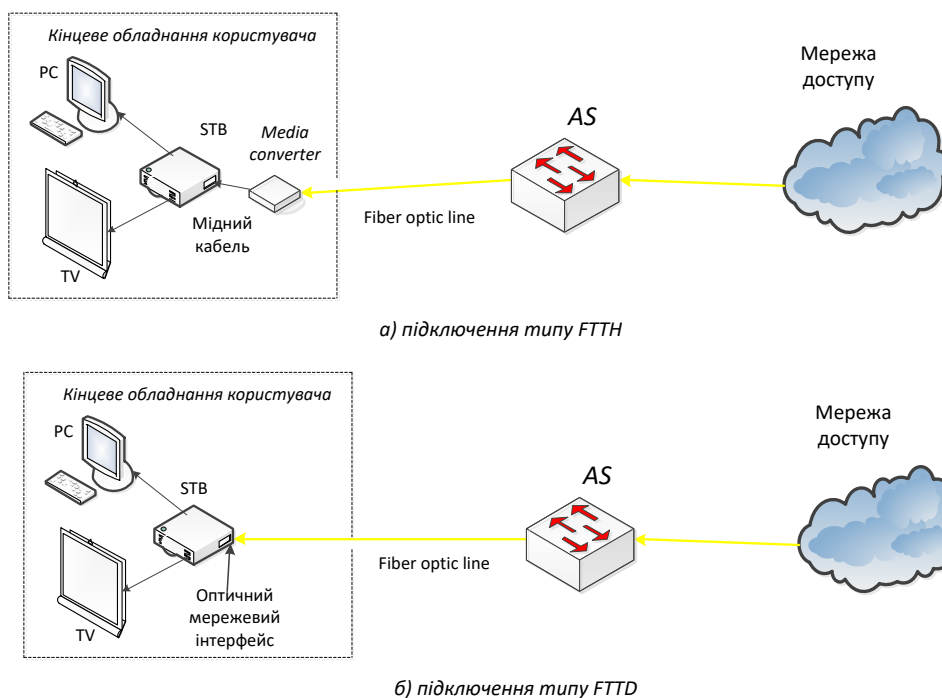 Кінцеве обладнання користувача
PC
STB
Media
converter
Мідний
кабель
TV
Fiber optic line
AS
Мережа
доступу
а) підключення типу FTTH
Кінцеве обладнання користувача
PC
STB
Оптичний
мережевий
інтерфейс
TV
Fiber optic line
AS
Мережа
доступу
б) підключення типу FTTD